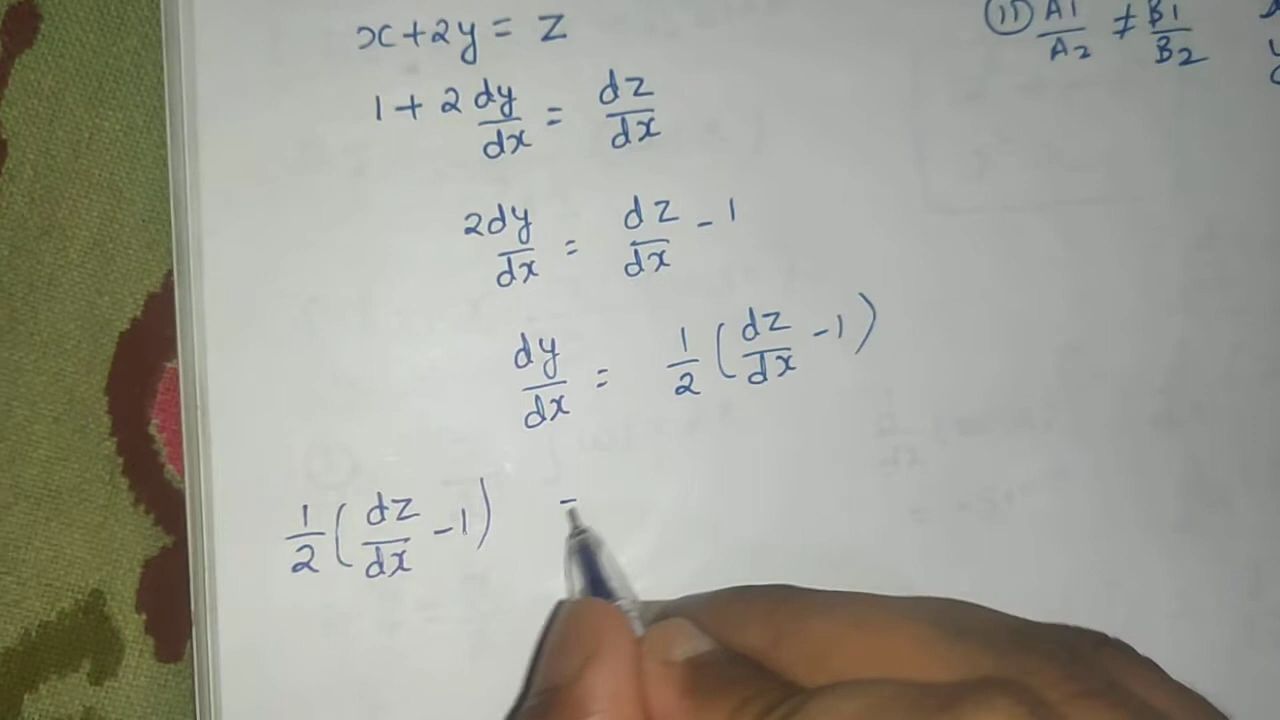 x+2y = z
(11) A1/A2 ≠ B1/B2
1 + 2 dy/dx = dz/dx
2dy/dx = dz/dx - 1
dy/dx = 1/2 (dz/dx - 1)
1/2 (dz/dx - 1) -